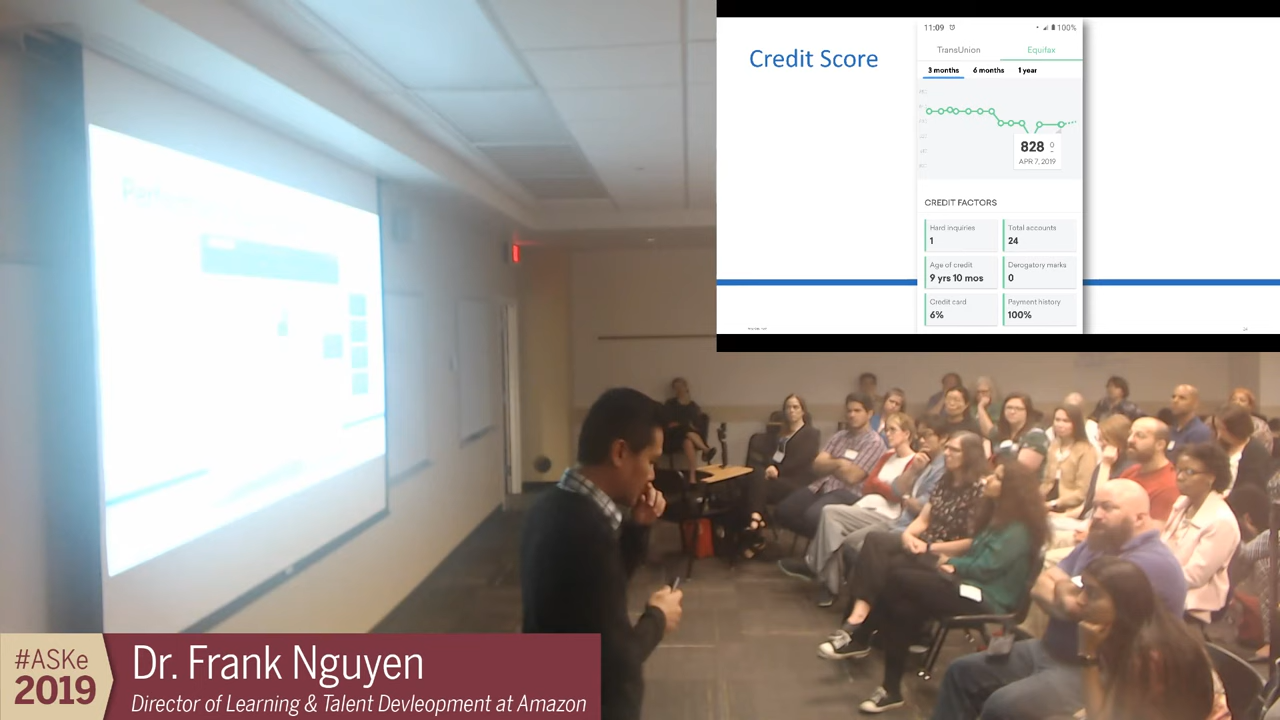 Credit Score
11:09
100%
TransUnion
Equifax
3 months
6 months
1 year
828
APR 7, 2019
CREDIT FACTORS
Hard inquiries
1
Total accounts
24
Age of credit
9 yrs 10 mos
Derogatory marks
0
Credit card
6%
Payment history
100%
#ASKe
2019
Dr. Frank Nguyen
Director of Learning & Talent Devleopment at Amazon